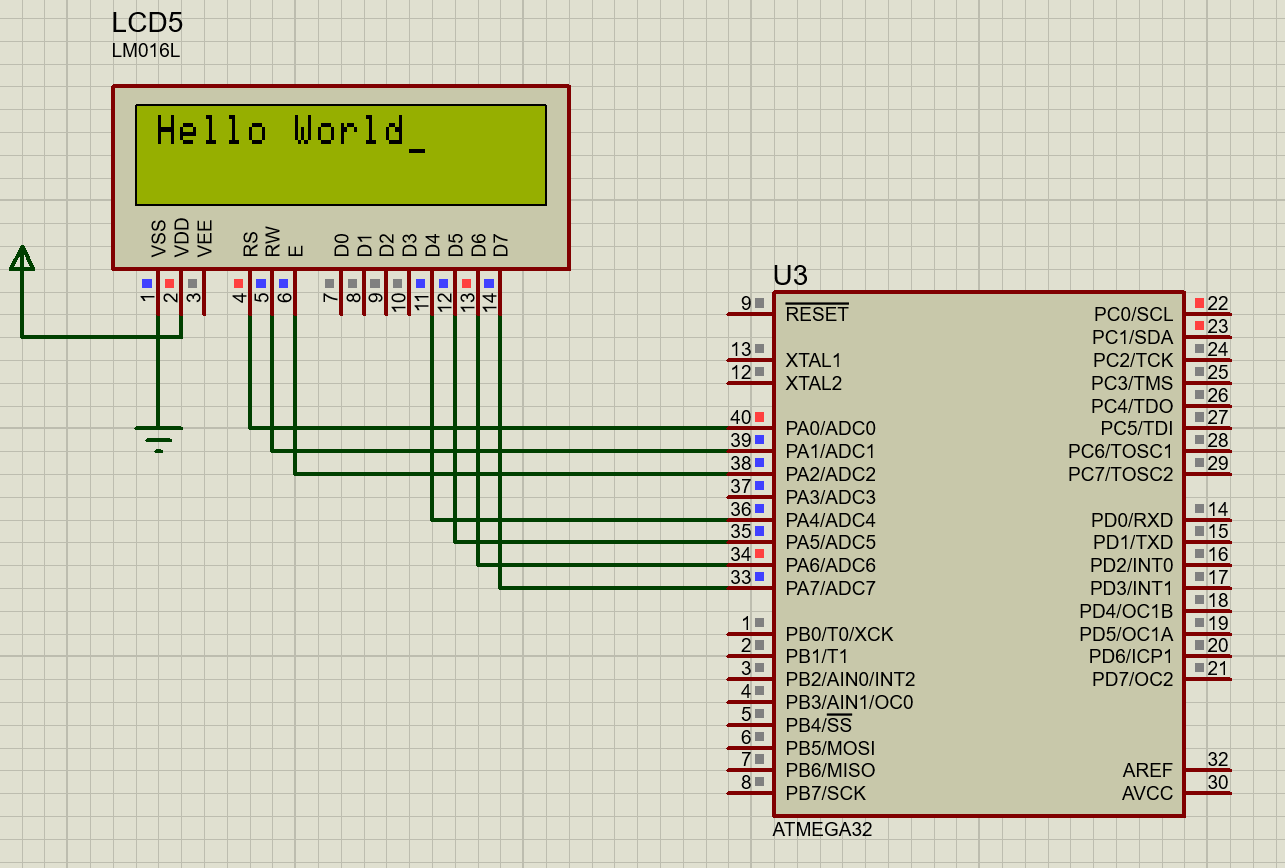 LCD5
LM016L
Hello World_
VSS VDD VEE RS RW E D0 D1 D2 D3 D4 D5 D6 D7
1 2 3 4 5 6 7 8 9 10 11 12 13 14
U3
9 RESET
13 XTAL1
12 XTAL2
40 PA0/ADC0
39 PA1/ADC1
38 PA2/ADC2
37 PA3/ADC3
36 PA4/ADC4
35 PA5/ADC5
34 PA6/ADC6
33 PA7/ADC7
1 PB0/T0/XCK
2 PB1/T1
3 PB2/AIN0/INT2
4 PB3/AIN1/OC0
5 PB4/SS
6 PB5/MOSI
7 PB6/MISO
8 PB7/SCK
PC0/SCL 22
PC1/SDA 23
PC2/TCK 24
PC3/TMS 25
PC4/TDO 26
PC5/TDI 27
PC6/TOSC1 28
PC7/TOSC2 29
PD0/RXD 14
PD1/TXD 15
PD2/INT0 16
PD3/INT1 17
PD4/OC1B 18
PD5/OC1A 19
PD6/ICP1 20
PD7/OC2 21
AREF 32
AVCC 30
ATMEGA32